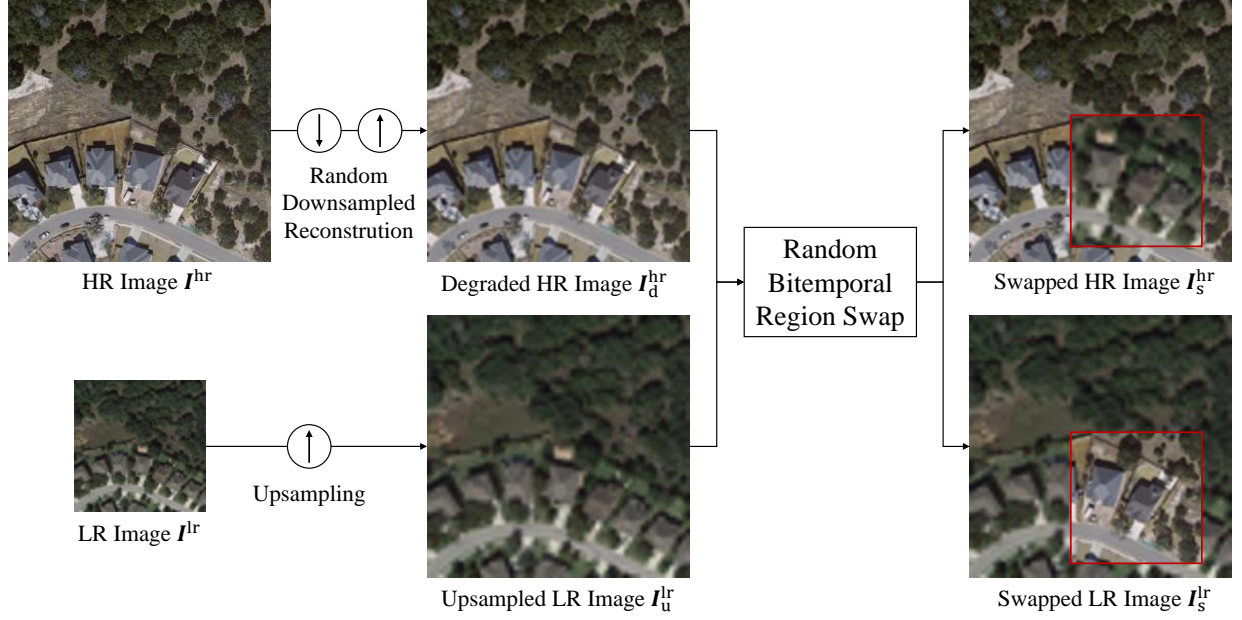 Random
Downsampled
Reconstrution
HR Image I^hr
Degraded HR Image I_d^hr
Random
Bitemporal
Region Swap
Swapped HR Image I_s^hr
Upsampling
LR Image I^lr
Upsampled LR Image I_u^lr
Swapped LR Image I_s^lr